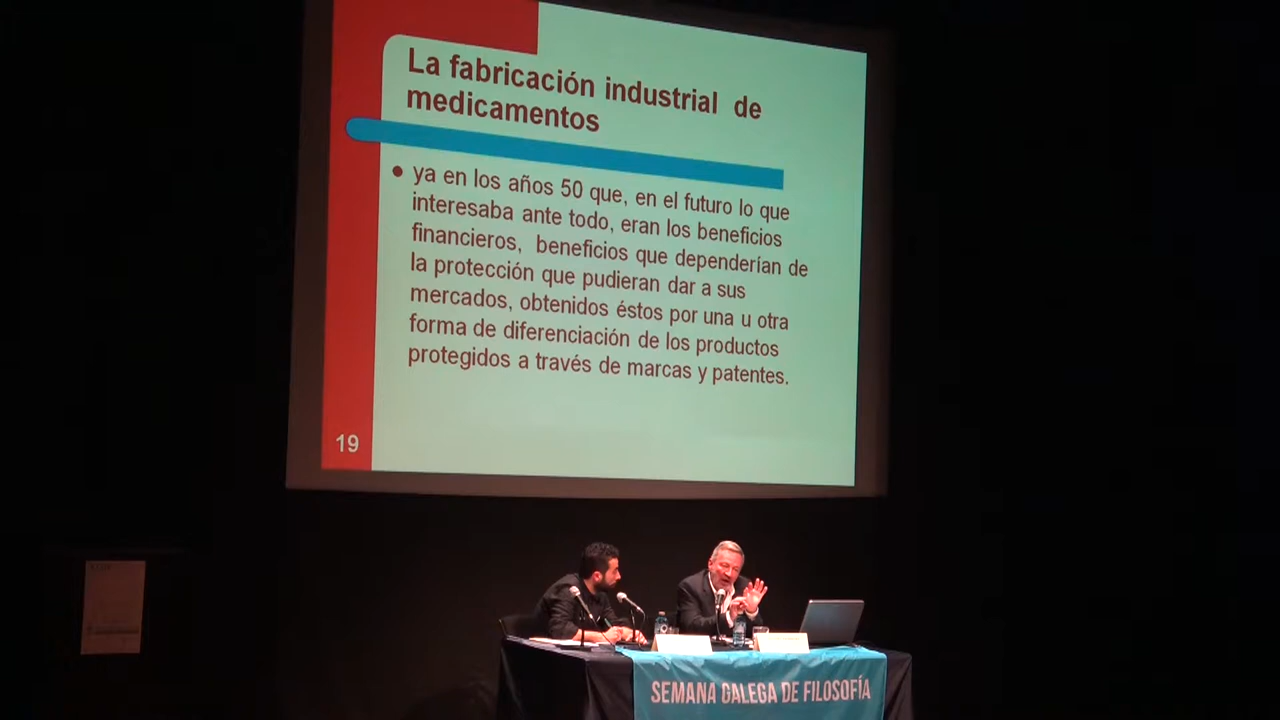 La fabricación industrial de
medicamentos
• ya en los años 50 que, en el futuro lo que
interesaba ante todo, eran los beneficios
financieros, beneficios que dependerían de
la protección que pudieran dar a sus
mercados, obtenidos éstos por una u otra
forma de diferenciación de los productos
protegidos a través de marcas y patentes.
19
SEMANA GALEGA DE FILOSOFÍA